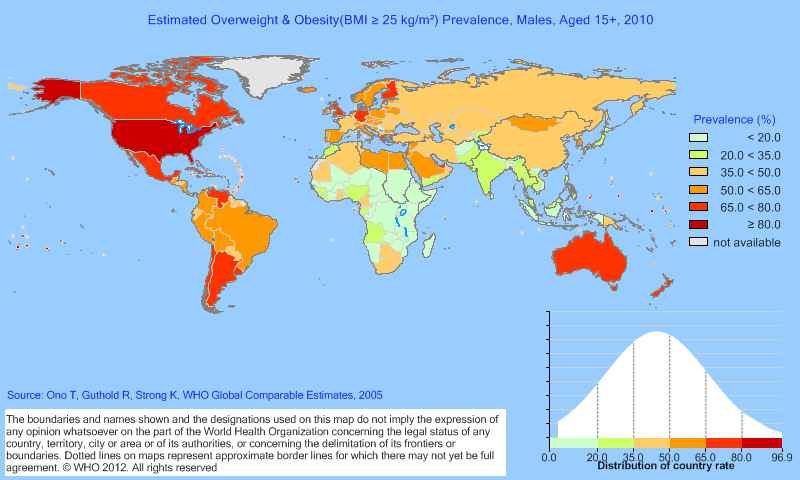 Estimated Overweight & Obesity(BMI ≥ 25 kg/m²) Prevalence, Males, Aged 15+, 2010
Prevalence (%)
< 20.0
20.0 < 35.0
35.0 < 50.0
50.0 < 65.0
65.0 < 80.0
≥ 80.0
not available
Source: Ono T, Guthold R, Strong K, WHO Global Comparable Estimates, 2005
The boundaries and names shown and the designations used on this map do not imply the expression of
any opinion whatsoever on the part of the World Health Organization concerning the legal status of any
country, territory, city or area or of its authorities, or concerning the delimitation of its frontiers or
boundaries. Dotted lines on maps represent approximate border lines for which there may not yet be full
agreement. © WHO 2012. All rights reserved
0.0 20.0 35.0 50.0 65.0 80.0 96.9
Distribution of country rate